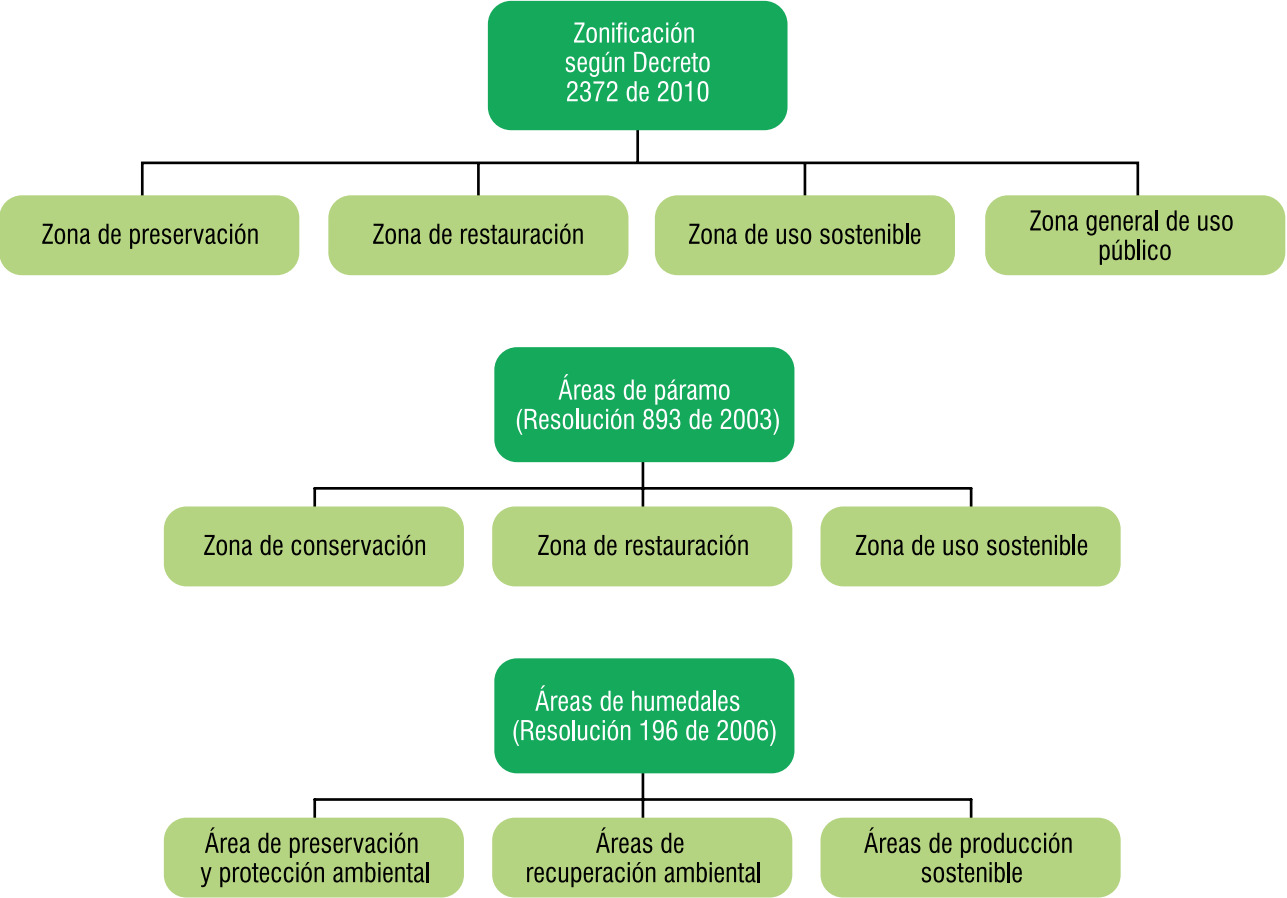 Zonificación
según Decreto
2372 de 2010
Zona de preservación
Zona de restauración
Zona de uso sostenible
Zona general de uso
público
Áreas de páramo
(Resolución 893 de 2003)
Zona de conservación
Zona de restauración
Zona de uso sostenible
Áreas de humedales
(Resolución 196 de 2006)
Área de preservación
y protección ambiental
Áreas de
recuperación ambiental
Áreas de producción
sostenible